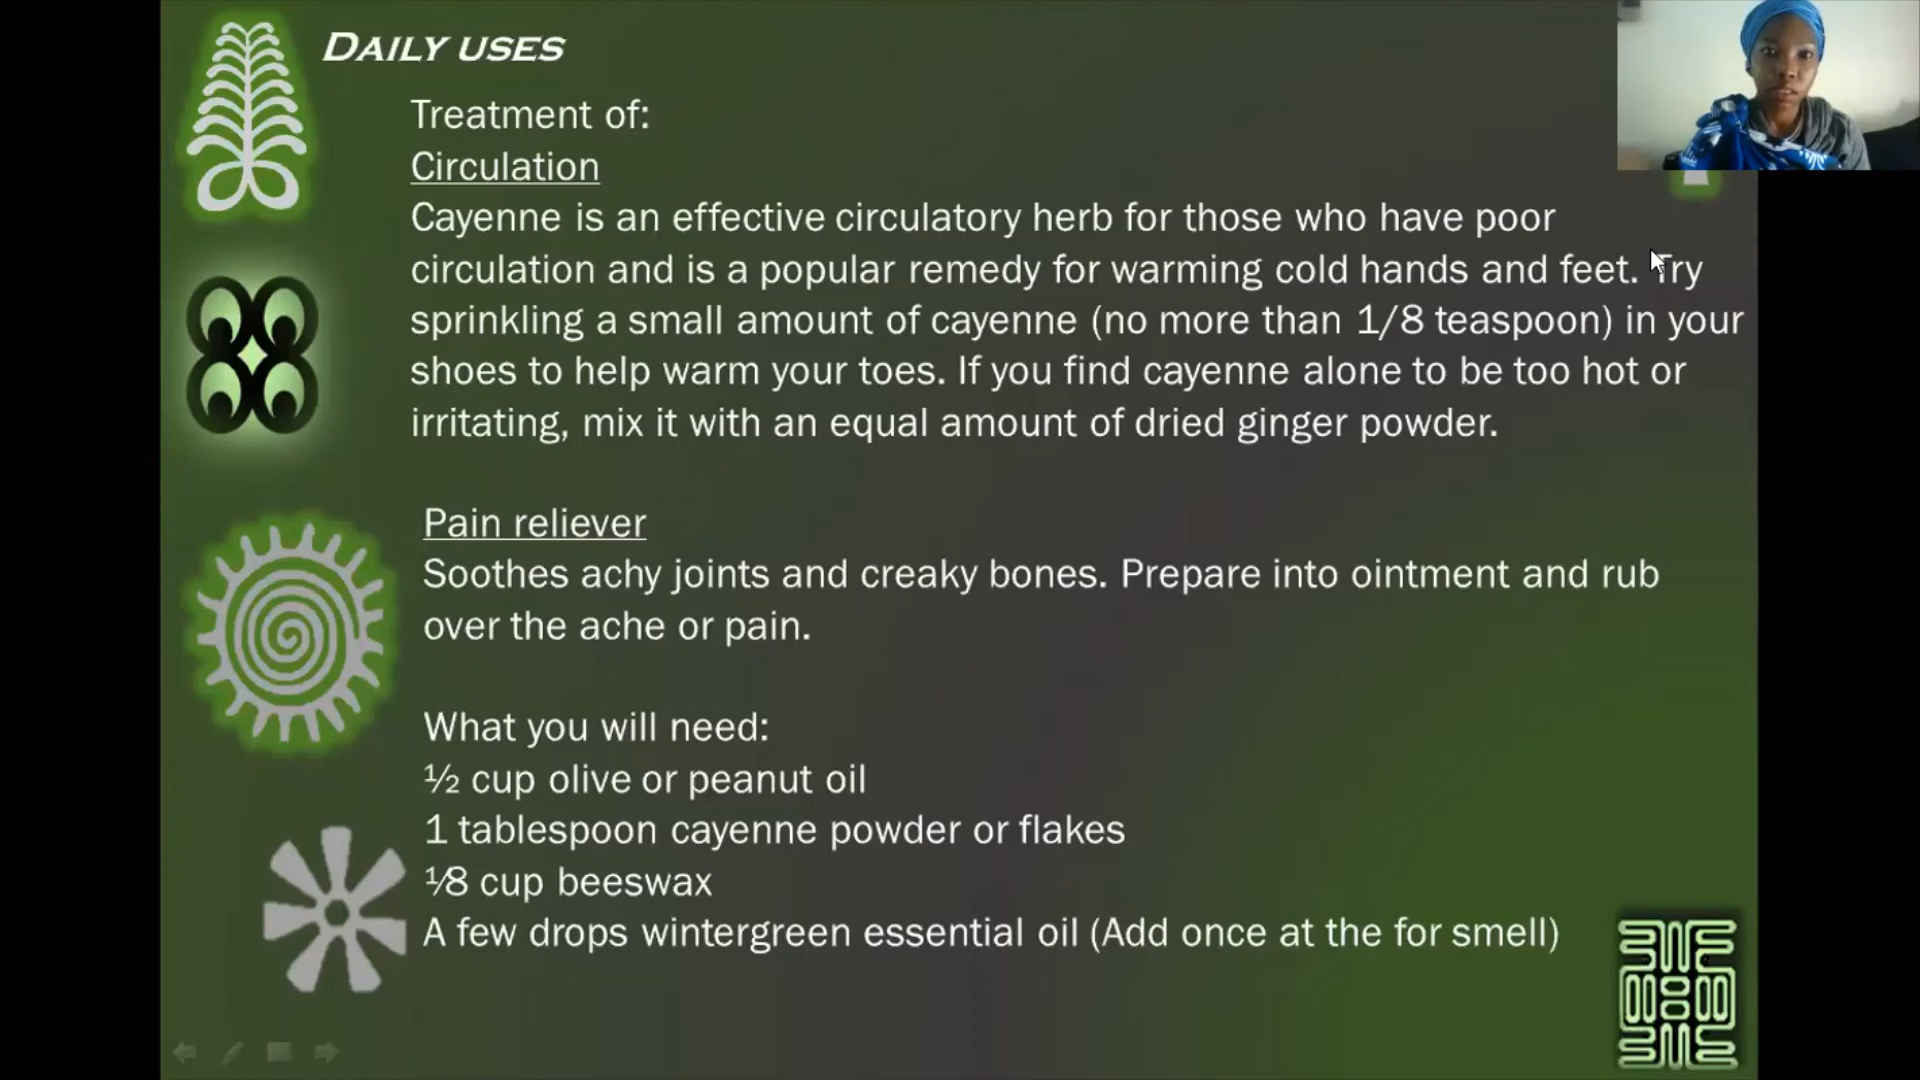 DAILY USES
Treatment of:
Circulation
Cayenne is an effective circulatory herb for those who have poor
circulation and is a popular remedy for warming cold hands and feet. Try
sprinkling a small amount of cayenne (no more than 1/8 teaspoon) in your
shoes to help warm your toes. If you find cayenne alone to be too hot or
irritating, mix it with an equal amount of dried ginger powder.
Pain reliever
Soothes achy joints and creaky bones. Prepare into ointment and rub
over the ache or pain.
What you will need:
½ cup olive or peanut oil
1 tablespoon cayenne powder or flakes
⅛ cup beeswax
A few drops wintergreen essential oil (Add once at the for smell)